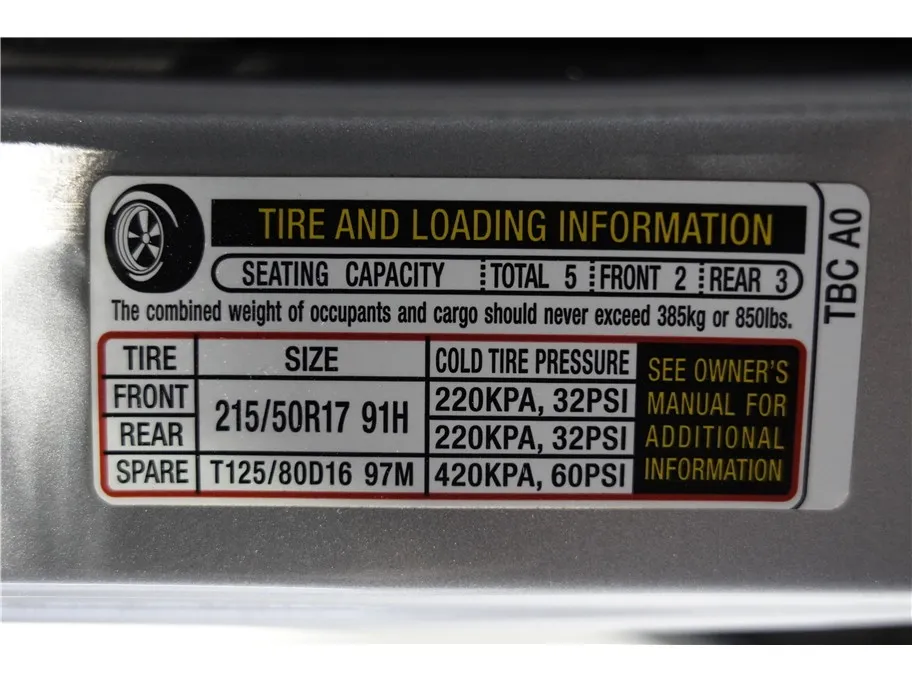 TIRE AND LOADING INFORMATION
SEATING CAPACITY TOTAL 5 FRONT 2 REAR 3
The combined weight of occupants and cargo should never exceed 385kg or 850lbs.
TIRE SIZE COLD TIRE PRESSURE
FRONT 215/50R17 91H 220KPA, 32PSI
REAR 220KPA, 32PSI
SPARE T125/80D16 97M 420KPA, 60PSI
SEE OWNER'S
MANUAL FOR
ADDITIONAL
INFORMATION
TBC A0